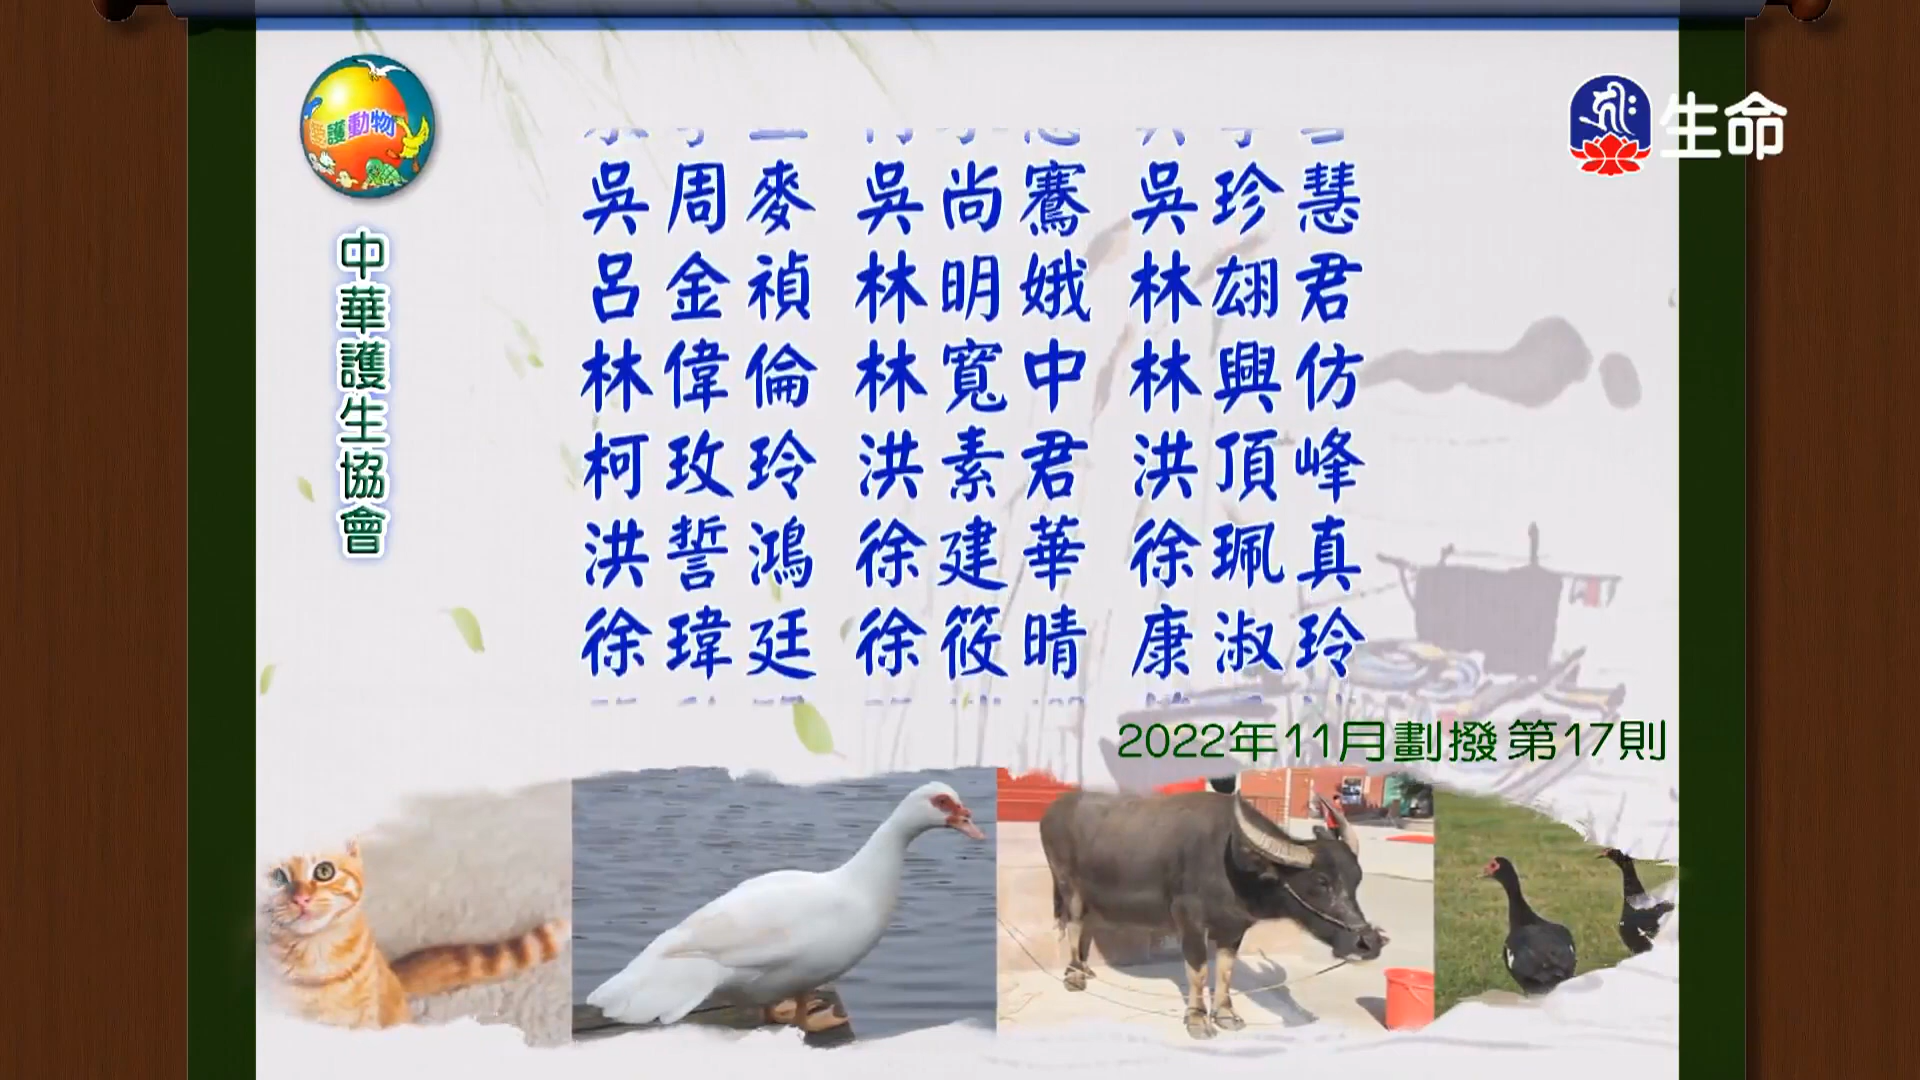 愛護動物
生命
中華護生協會
吳周麥 吳尚騫 吳珍慧
呂金禎 林明娥 林翃君
林偉倫 林寬中 林興仿
柯玫玲 洪素君 洪頂峰
洪誓鴻 徐建華 徐珮真
徐瑋廷 徐筱晴 康淑玲
2022年11月劃撥第17則